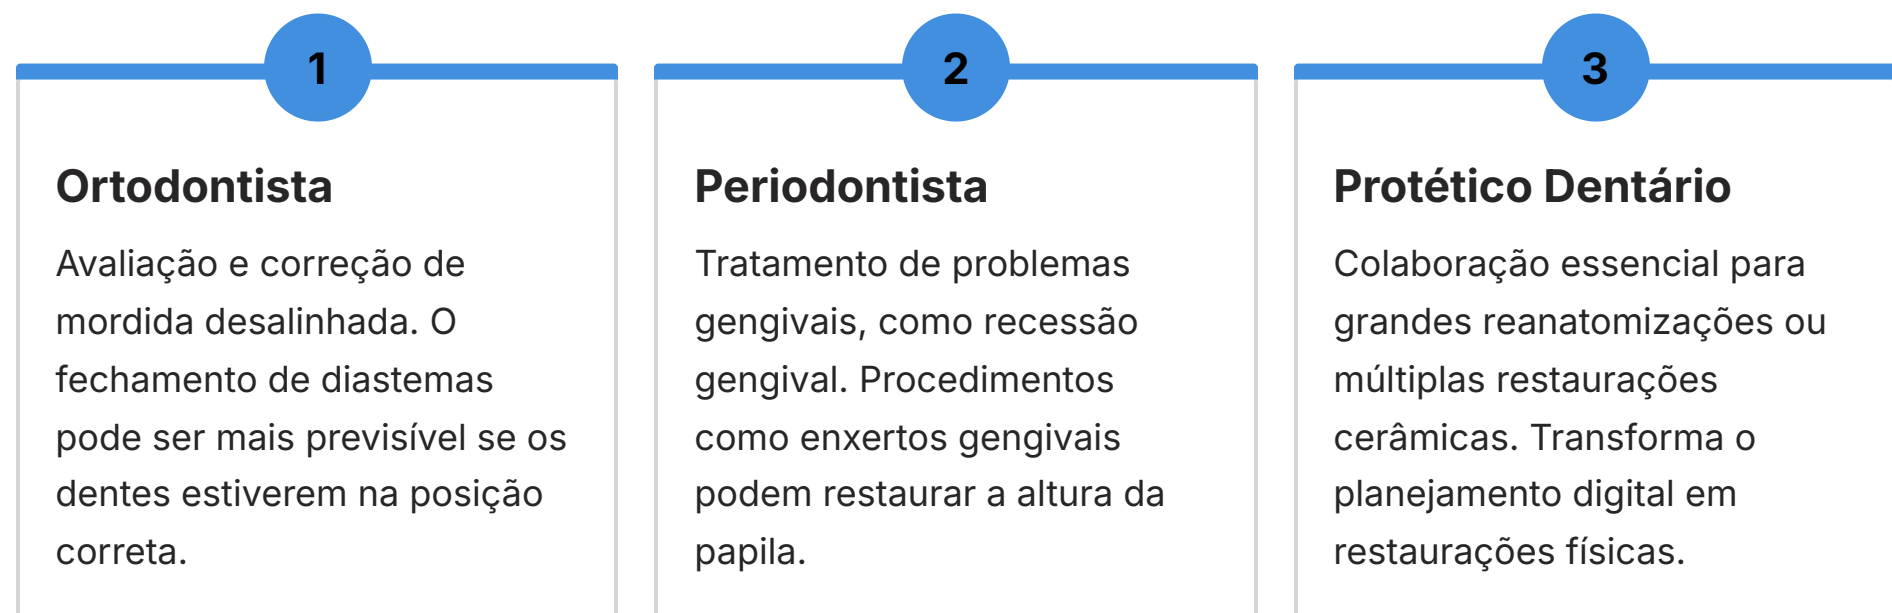 1
Ortodontista
Avaliação e correção de
mordida desalinhada. O
fechamento de diastemas
pode ser mais previsível se os
dentes estiverem na posição
correta.
2
Periodontista
Tratamento de problemas
gengivais, como recessão
gengival. Procedimentos
como enxertos gengivais
podem restaurar a altura da
papila.
3
Protético Dentário
Colaboração essencial para
grandes reanatomizações ou
múltiplas restaurações
cerâmicas. Transforma o
planejamento digital em
restaurações físicas.